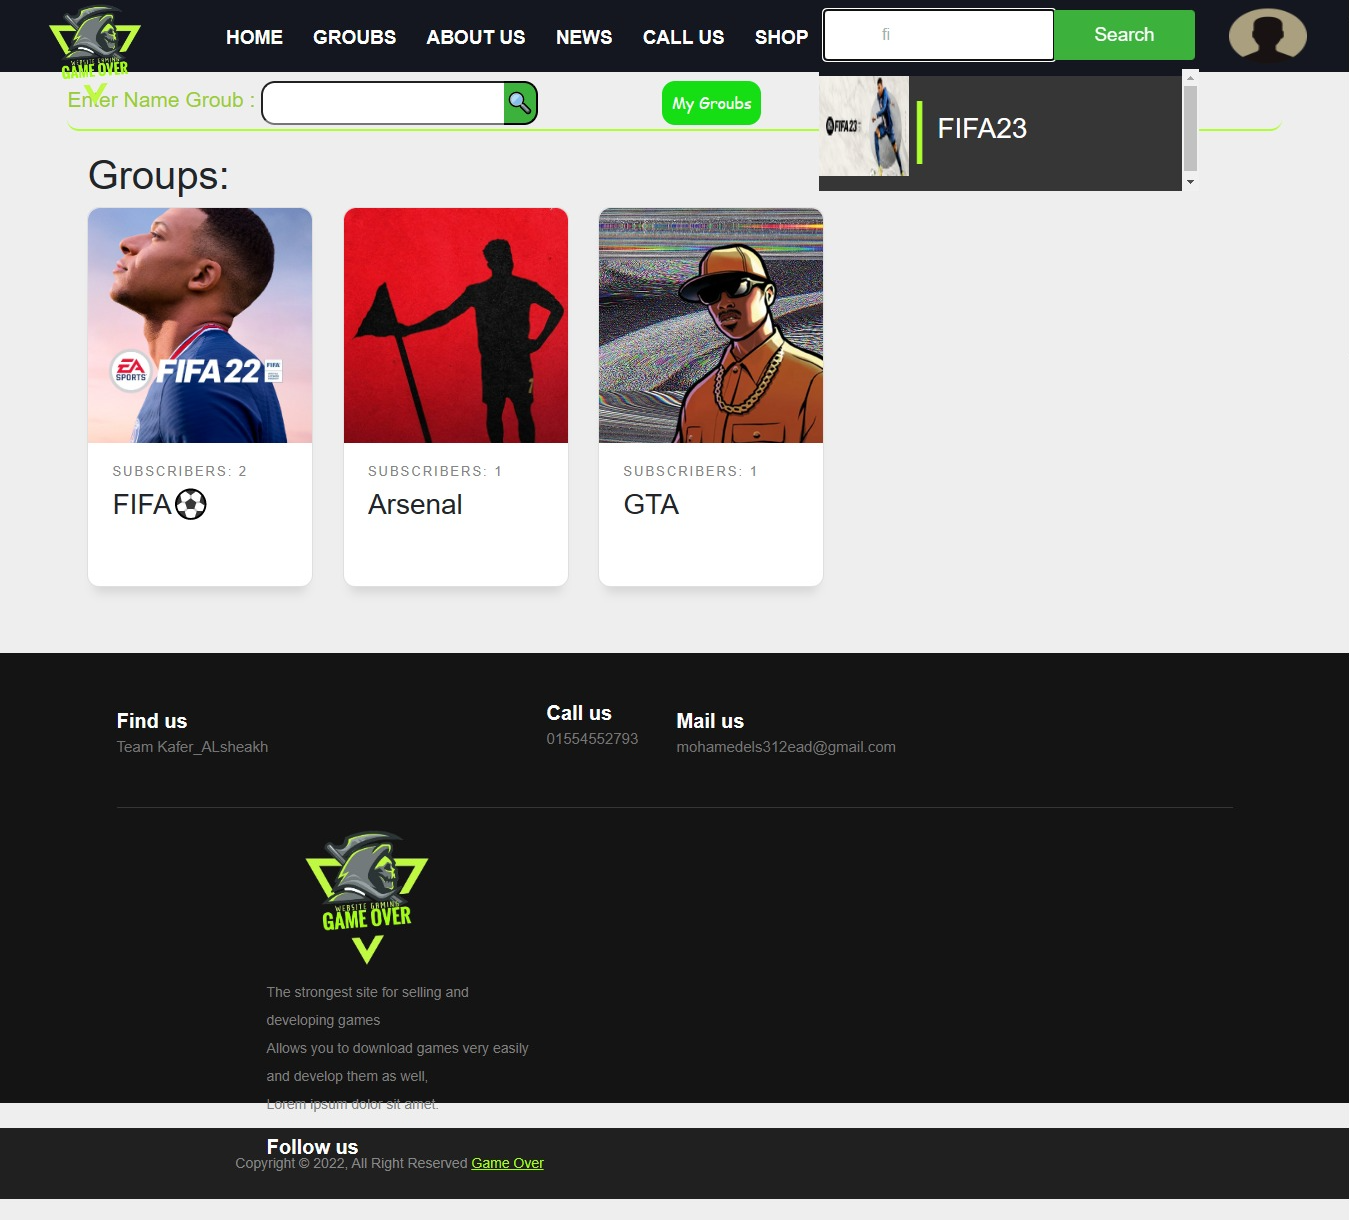 HOME GROUBS ABOUT US NEWS CALL US SHOP
fi
Search
WEBSITE GAMING
GAME OVER
Enter Name Groub :
My Groubs
FIFA23
FIFA23
Groups:
EA SPORTS FIFA 22 FIFA
SUBSCRIBERS: 2
FIFA⚽
SUBSCRIBERS: 1
Arsenal
SUBSCRIBERS: 1
GTA
Find us
Team Kafer_ALsheakh
Call us
01554552793
Mail us
mohamedels312ead@gmail.com
WEBSITE GAMING
GAME OVER
The strongest site for selling and
developing games
Allows you to download games very easily
and develop them as well,
Lorem ipsum dolor sit amet.
Follow us
Copyright © 2022, All Right Reserved Game Over